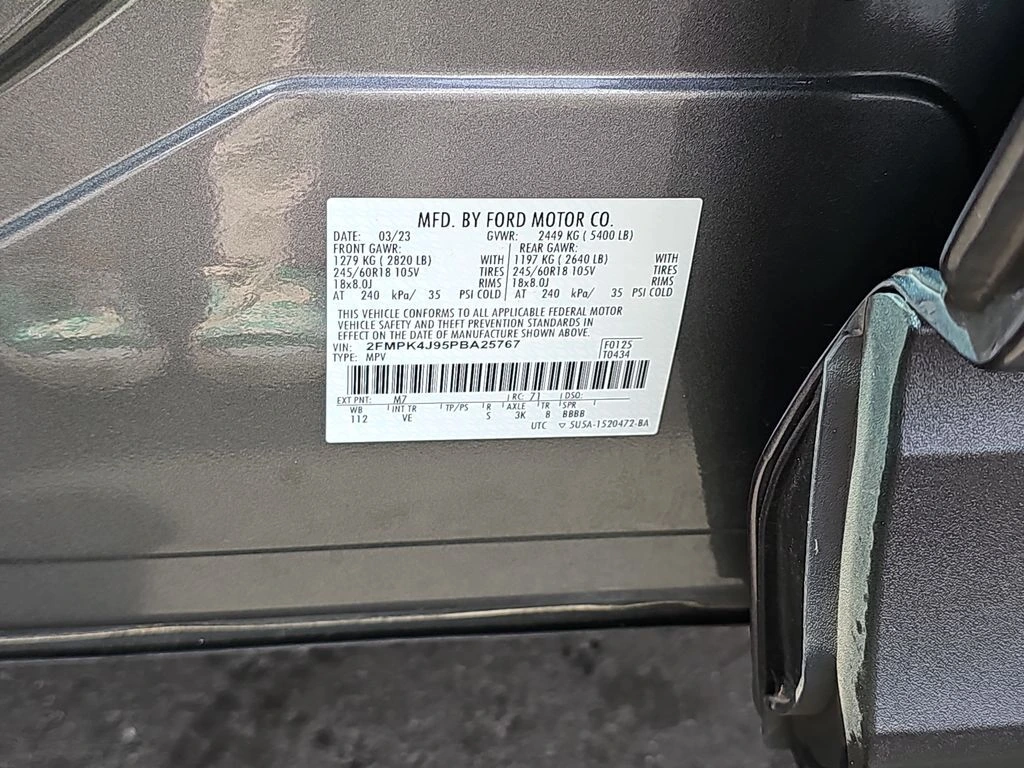 MFD. BY FORD MOTOR CO.
DATE: 03/23 GVWR: 2449 KG ( 5400 LB)
FRONT GAWR: REAR GAWR:
1279 KG ( 2820 LB) WITH 1197 KG ( 2640 LB) WITH
245/60R18 105V TIRES 245/60R18 105V TIRES
18x8.0J RIMS 18x8.0J RIMS
AT 240 kPa/ 35 PSI COLD AT 240 kPa/ 35 PSI COLD
THIS VEHICLE CONFORMS TO ALL APPLICABLE FEDERAL MOTOR
VEHICLE SAFETY AND THEFT PREVENTION STANDARDS IN
EFFECT ON THE DATE OF MANUFACTURE SHOWN ABOVE.
VIN: 2FMPK4J95PBA25767 F0125
TYPE: MPV T0434
EXT PNT: M7 RC: 71 DSO:
WB INT TR TP/PS R AXLE TR SPR
112 VE S 3K 8 BBBB
UTC ▽ 5U5A-1520472-BA